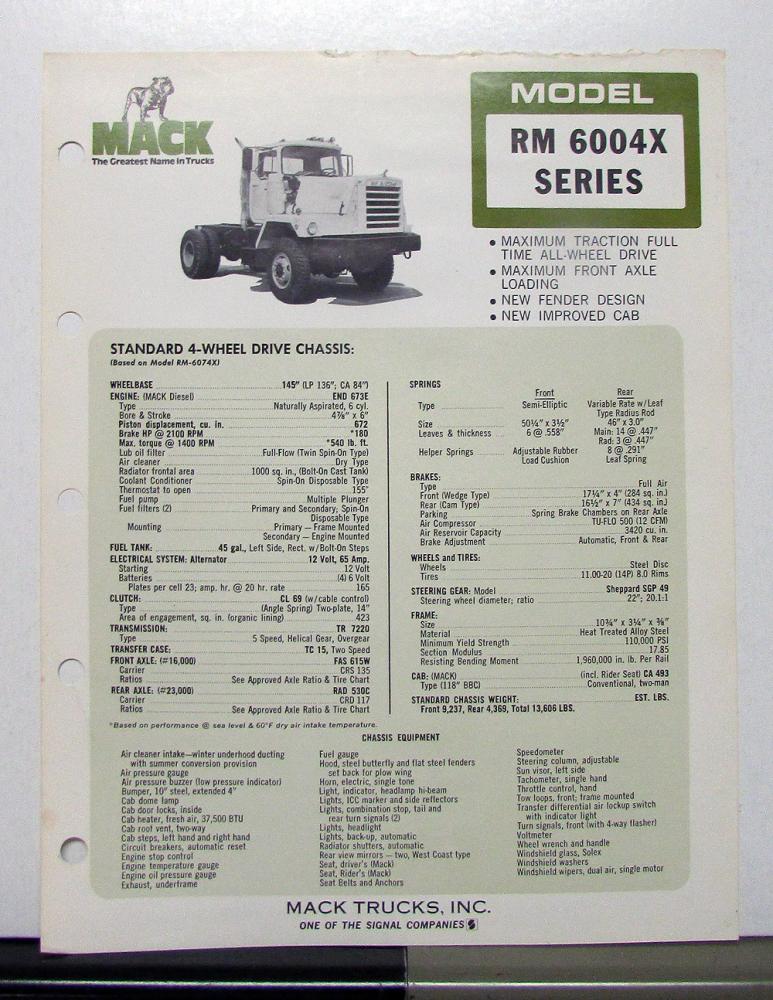 MACK
The Greatest Name in Trucks
MODEL
RM 6004X
SERIES
• MAXIMUM TRACTION FULL
TIME ALL-WHEEL DRIVE
• MAXIMUM FRONT AXLE
LOADING
• NEW FENDER DESIGN
• NEW IMPROVED CAB
STANDARD 4-WHEEL DRIVE CHASSIS:
(Based on Model RM-6074X)
WHEELBASE 145" (LP 136"; CA 84")
ENGINE: (MACK Diesel) END 673E
Type Naturally Aspirated, 6 cyl.
Bore & Stroke 4⅞" x 6"
Piston displacement, cu. in. 672
Brake HP @ 2100 RPM *180
Max. torque @ 1400 RPM *540 lb. ft.
Lub oil filter Full-Flow (Twin Spin-On Type)
Air cleaner Dry Type
Radiator frontal area 1000 sq. in., (Bolt-On Cast Tank)
Coolant Conditioner Spin-On Disposable Type
Thermostat to open 155°
Fuel pump Multiple Plunger
Fuel filters (2) Primary and Secondary; Spin-On
Disposable Type
Mounting Primary — Frame Mounted
Secondary — Engine Mounted
FUEL TANK: 45 gal., Left Side, Rect. w/Bolt-On Steps
ELECTRICAL SYSTEM: Alternator 12 Volt, 65 Amp.
Starting 12 Volt
Batteries (4) 6 Volt
Plates per cell 23; amp. hr. @ 20 hr. rate 165
CLUTCH: CL 69 (w/cable control)
Type (Angle Spring) Two-plate, 14"
Area of engagement, sq. in. (organic lining) 423
TRANSMISSION: TR 7220
Type 5 Speed, Helical Gear, Overgear
TRANSFER CASE: TC 15, Two Speed
FRONT AXLE: (#16,000) FAS 615W
Carrier CRS 135
Ratios See Approved Axle Ratio & Tire Chart
REAR AXLE: (#23,000) RAD 530C
Carrier CRD 117
Ratios See Approved Axle Ratio & Tire Chart
*Based on performance @ sea level & 60°F dry air intake temperature.
SPRINGS
Front Rear
Type Semi-Elliptic Variable Rate w/Leaf
Type Radius Rod
Size 50¼" x 3½" 46" x 3.0"
Leaves & thickness 6 @ .558" Main: 14 @ .447"
Rad: 3 @ .447"
Helper Springs Adjustable Rubber 8 @ .291"
Load Cushion Leaf Spring
BRAKES:
Type Full Air
Front (Wedge Type) 17¼" x 4" (284 sq. in.)
Rear (Cam Type) 16½" x 7" (434 sq. in.)
Parking Spring Brake Chambers on Rear Axle
Air Compressor TU-FLO 500 (12 CFM)
Air Reservoir Capacity 3420 cu. in.
Brake Adjustment Automatic, Front & Rear
WHEELS and TIRES:
Wheels Steel Disc
Tires 11.00-20 (14P) 8.0 Rims
STEERING GEAR: Model Sheppard SGP 49
Steering wheel diameter; ratio 22"; 20.1:1
FRAME:
Size 10¾" x 3¼" x ⅜"
Material Heat Treated Alloy Steel
Minimum Yield Strength 110,000 PSI
Section Modulus 17.85
Resisting Bending Moment 1,960,000 in. lb. Per Rail
CAB: (MACK) (incl. Rider Seat) CA 493
Type (118" BBC) Conventional, two-man
STANDARD CHASSIS WEIGHT: EST. LBS.
Front 9,237, Rear 4,369, Total 13,606 LBS.
CHASSIS EQUIPMENT
Air cleaner intake—winter underhood ducting
with summer conversion provision
Air pressure gauge
Air pressure buzzer (low pressure indicator)
Bumper, 10" steel, extended 4"
Cab dome lamp
Cab door locks, inside
Cab heater, fresh air, 37,500 BTU
Cab roof vent, two-way
Cab steps, left hand and right hand
Circuit breakers, automatic reset
Engine stop control
Engine temperature gauge
Engine oil pressure gauge
Exhaust, underframe
Fuel gauge
Hood, steel butterfly and flat steel fenders
set back for plow wing
Horn, electric, single tone
Light, indicator, headlamp hi-beam
Lights, ICC marker and side reflectors
Lights, combination stop, tail and
rear turn signals (2)
Lights, headlight
Lights, back-up, automatic
Radiator shutters, automatic
Rear view mirrors — two, West Coast type
Seat, driver's (Mack)
Seat, Rider's (Mack)
Seat Belts and Anchors
Speedometer
Steering column, adjustable
Sun visor, left side
Tachometer, single hand
Throttle control, hand
Tow loops, front; frame mounted
Transfer differential air lockup switch
with indicator light
Turn signals, front (with 4-way flasher)
Voltmeter
Wheel wrench and handle
Windshield glass, Solex
Windshield washers
Windshield wipers, dual air, single motor
MACK TRUCKS, INC.
ONE OF THE SIGNAL COMPANIES S